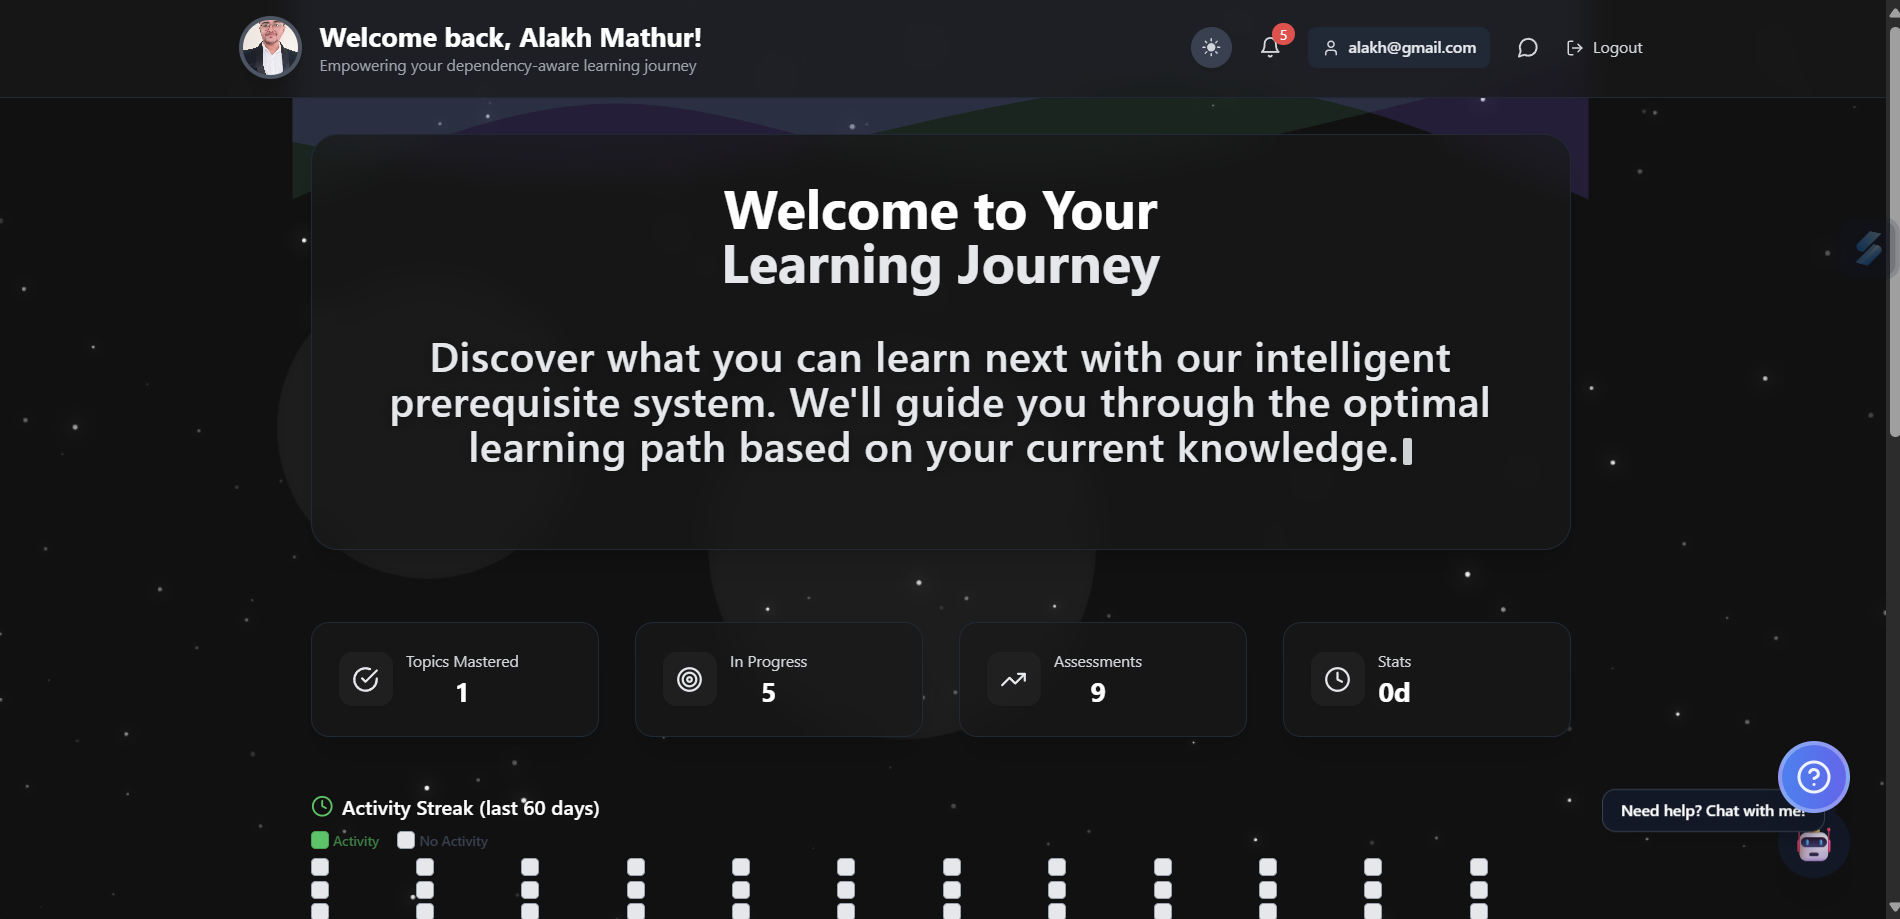 Welcome back, Alakh Mathur!
Empowering your dependency-aware learning journey
5
alakh@gmail.com
Logout
Welcome to Your
Learning Journey
Discover what you can learn next with our intelligent
prerequisite system. We'll guide you through the optimal
learning path based on your current knowledge.
Topics Mastered
1
In Progress
5
Assessments
9
Stats
0d
Activity Streak (last 60 days)
Activity
No Activity
Need help? Chat with me!